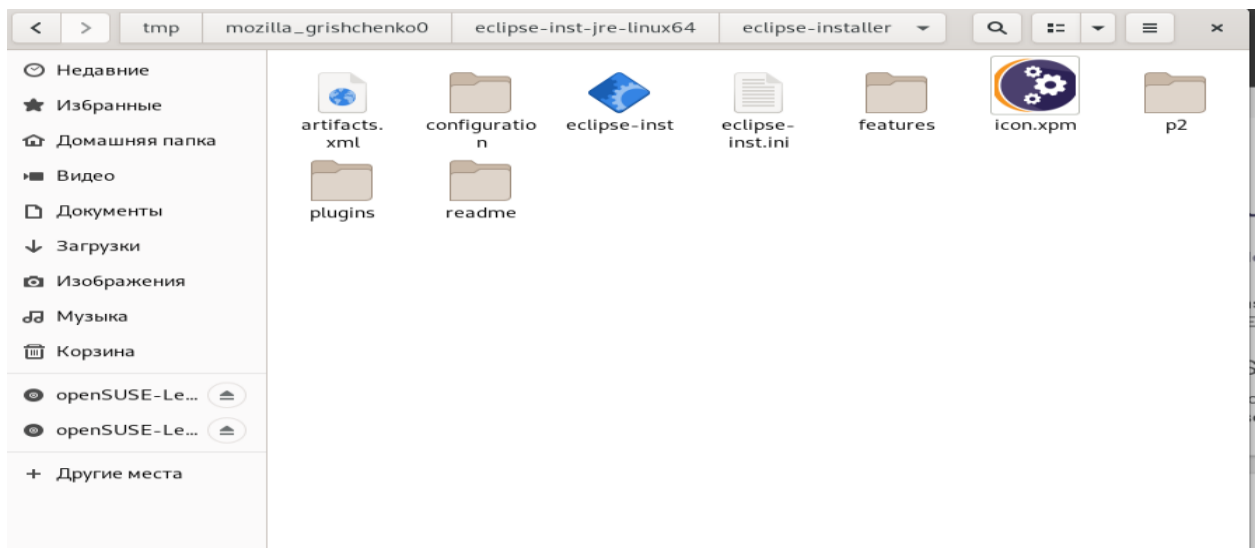 tmp mozilla_grishchenko0 eclipse-inst-jre-linux64 eclipse-installer
Недавние
Избранные
Домашняя папка
Видео
Документы
Загрузки
Изображения
Музыка
Корзина
openSUSE-Le...
openSUSE-Le...
+ Другие места
artifacts.
xml
configuratio
n
eclipse-inst
eclipse-
inst.ini
features
icon.xpm
p2
plugins
readme